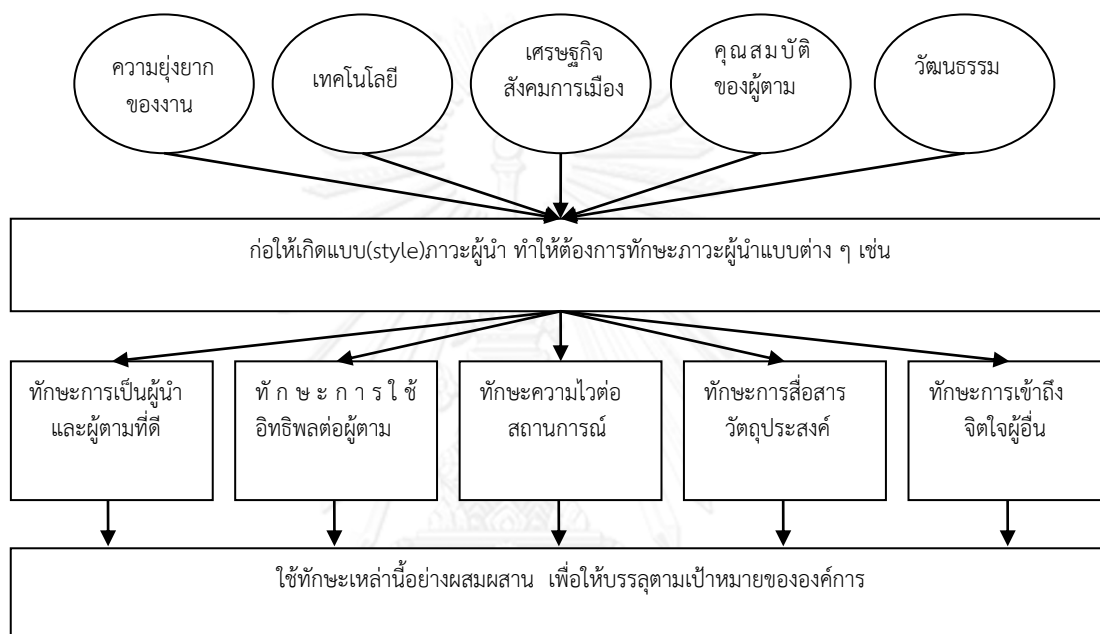 ความยุ่งยาก
ของงาน
เทคโนโลยี
เศรษฐกิจ
สังคมการเมือง
คุณสมบัติ
ของผู้ตาม
วัฒนธรรม
ก่อให้เกิดแบบ(style)ภาวะผู้นำ ทำให้ต้องการทักษะภาวะผู้นำแบบต่าง ๆ เช่น
ทักษะการเป็นผู้นำ
และผู้ตามที่ดี
ทักษะการใช้
อิทธิพลต่อผู้ตาม
ทักษะความไวต่อ
สถานการณ์
ทักษะการสื่อสาร
วัตถุประสงค์
ทักษะการเข้าถึง
จิตใจผู้อื่น
ใช้ทักษะเหล่านี้อย่างผสมผสาน เพื่อให้บรรลุตามเป้าหมายขององค์การ